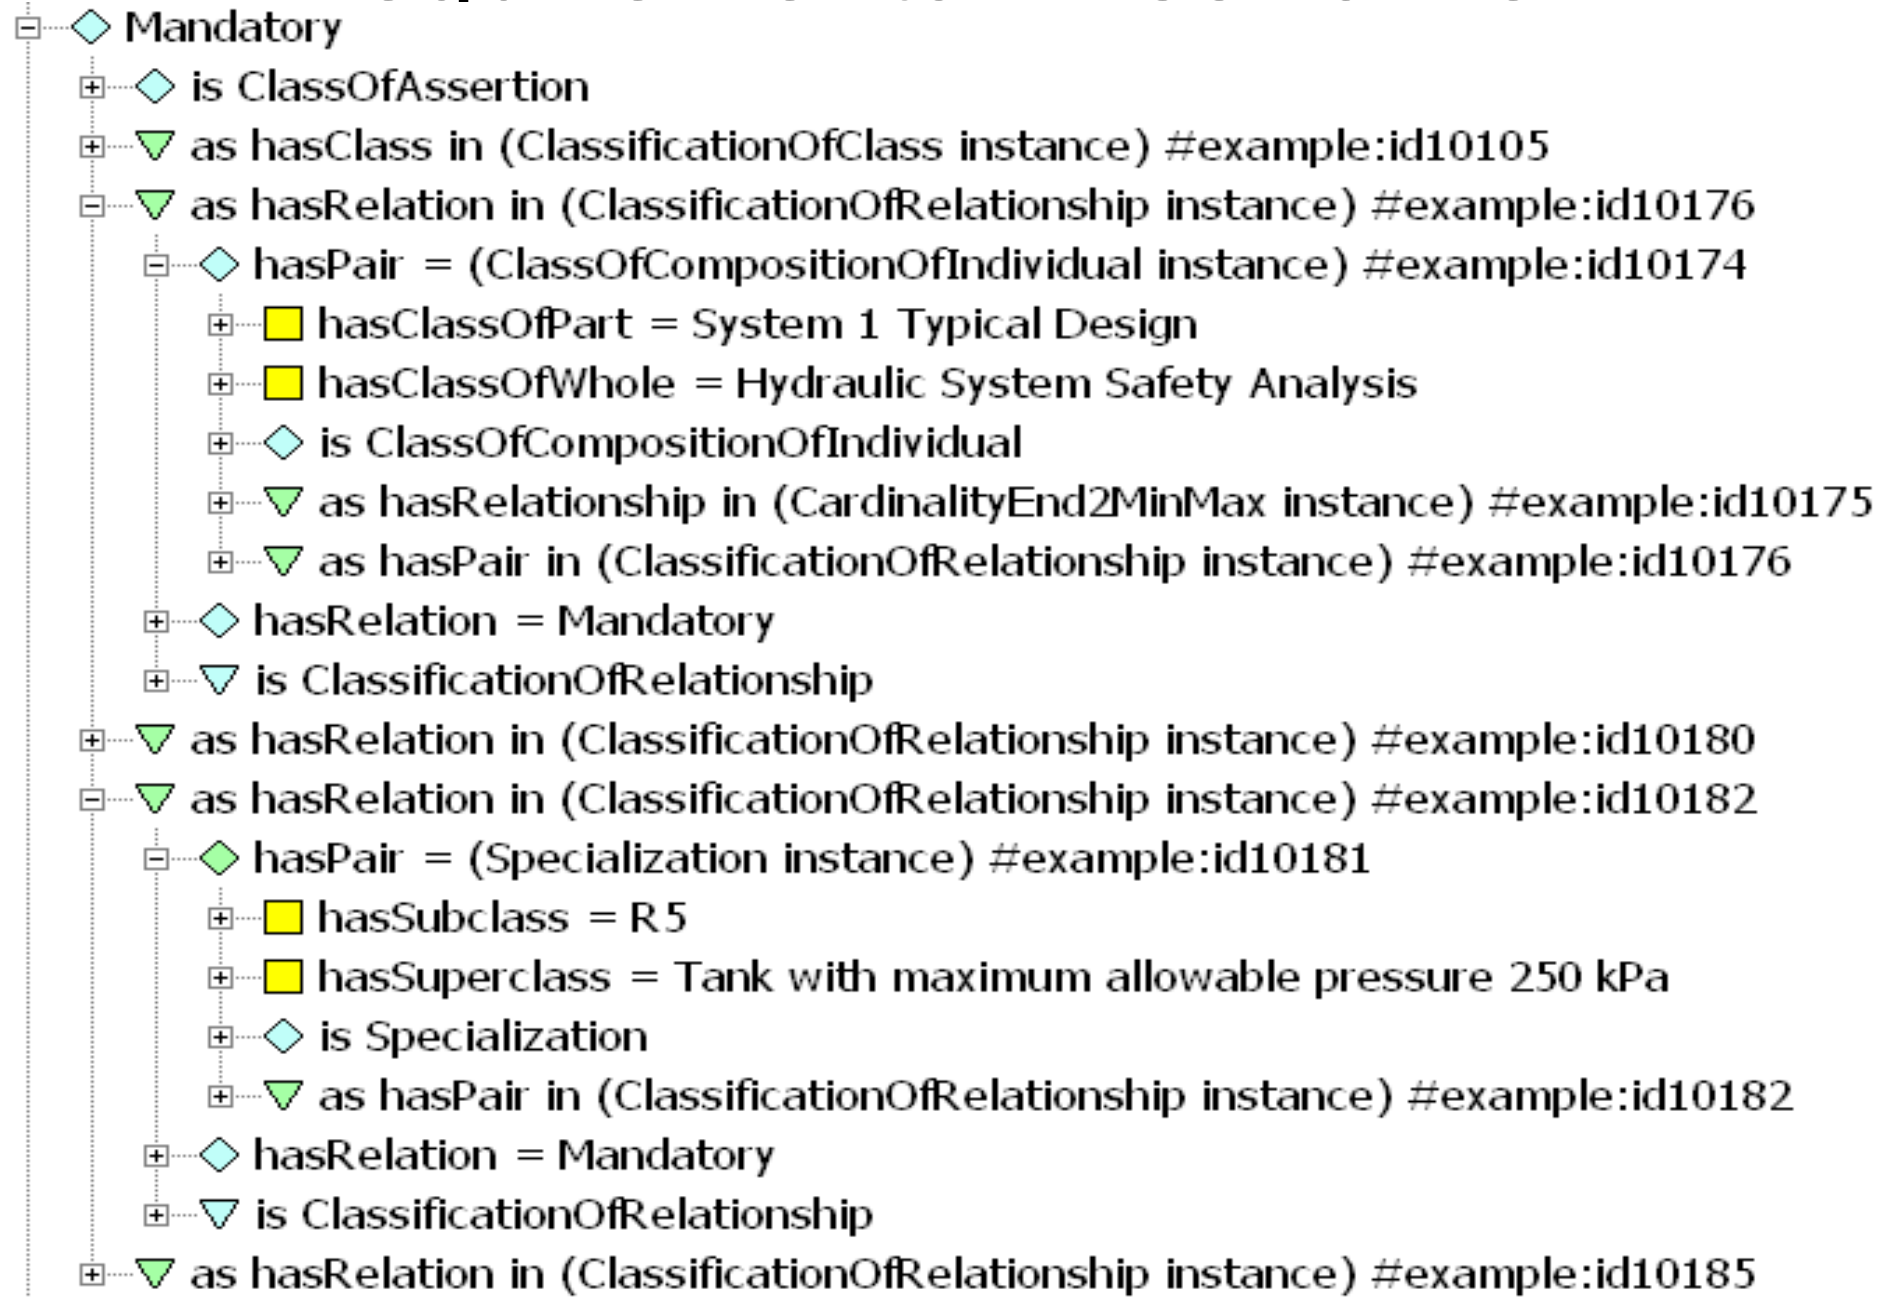 Mandatory
is ClassOfAssertion
as hasClass in (ClassificationOfClass instance) #example:id10105
as hasRelation in (ClassificationOfRelationship instance) #example:id10176
hasPair = (ClassOfCompositionOfIndividual instance) #example:id10174
hasClassOfPart = System 1 Typical Design
hasClassOfWhole = Hydraulic System Safety Analysis
is ClassOfCompositionOfIndividual
as hasRelationship in (CardinalityEnd2MinMax instance) #example:id10175
as hasPair in (ClassificationOfRelationship instance) #example:id10176
hasRelation = Mandatory
is ClassificationOfRelationship
as hasRelation in (ClassificationOfRelationship instance) #example:id10180
as hasRelation in (ClassificationOfRelationship instance) #example:id10182
hasPair = (Specialization instance) #example:id10181
hasSubclass = R5
hasSuperclass = Tank with maximum allowable pressure 250 kPa
is Specialization
as hasPair in (ClassificationOfRelationship instance) #example:id10182
hasRelation = Mandatory
is ClassificationOfRelationship
as hasRelation in (ClassificationOfRelationship instance) #example:id10185